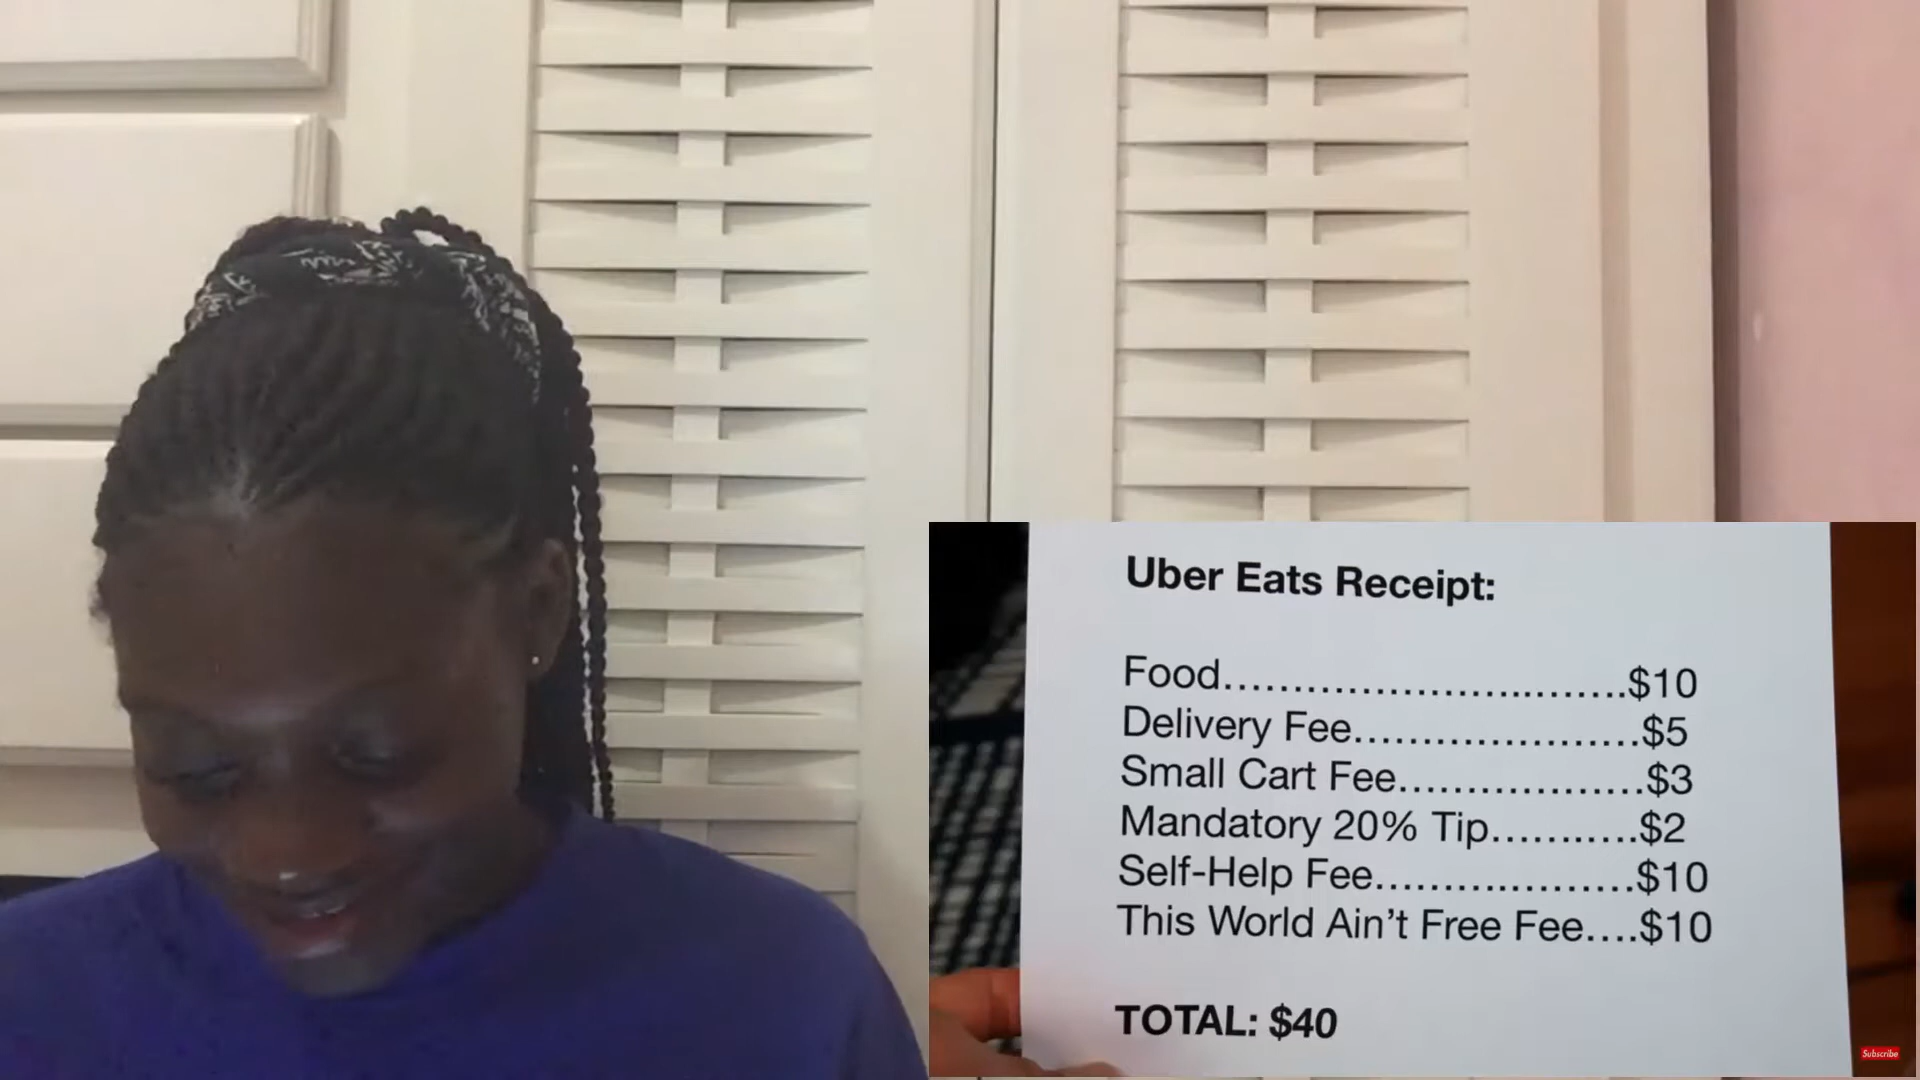 Uber Eats Receipt:
Food..............................$10
Delivery Fee.....................$5
Small Cart Fee..................$3
Mandatory 20% Tip...........$2
Self-Help Fee...................$10
This World Ain't Free Fee....$10
TOTAL: $40
Subscribe